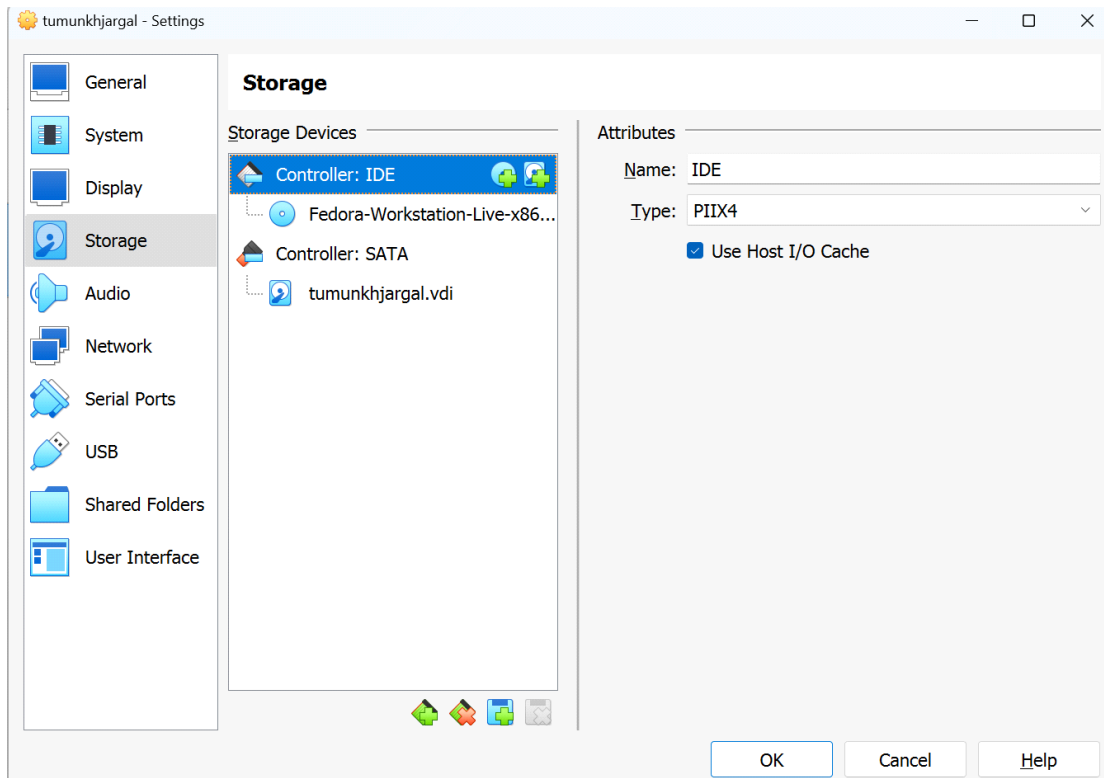 tumunkhjargal - Settings
General
System
Display
Storage
Audio
Network
Serial Ports
USB
Shared Folders
User Interface
Storage
Storage Devices
Controller: IDE
Fedora-Workstation-Live-x86...
Controller: SATA
tumunkhjargal.vdi
Attributes
Name: IDE
Type: PIIX4
Use Host I/O Cache
OK Cancel Help